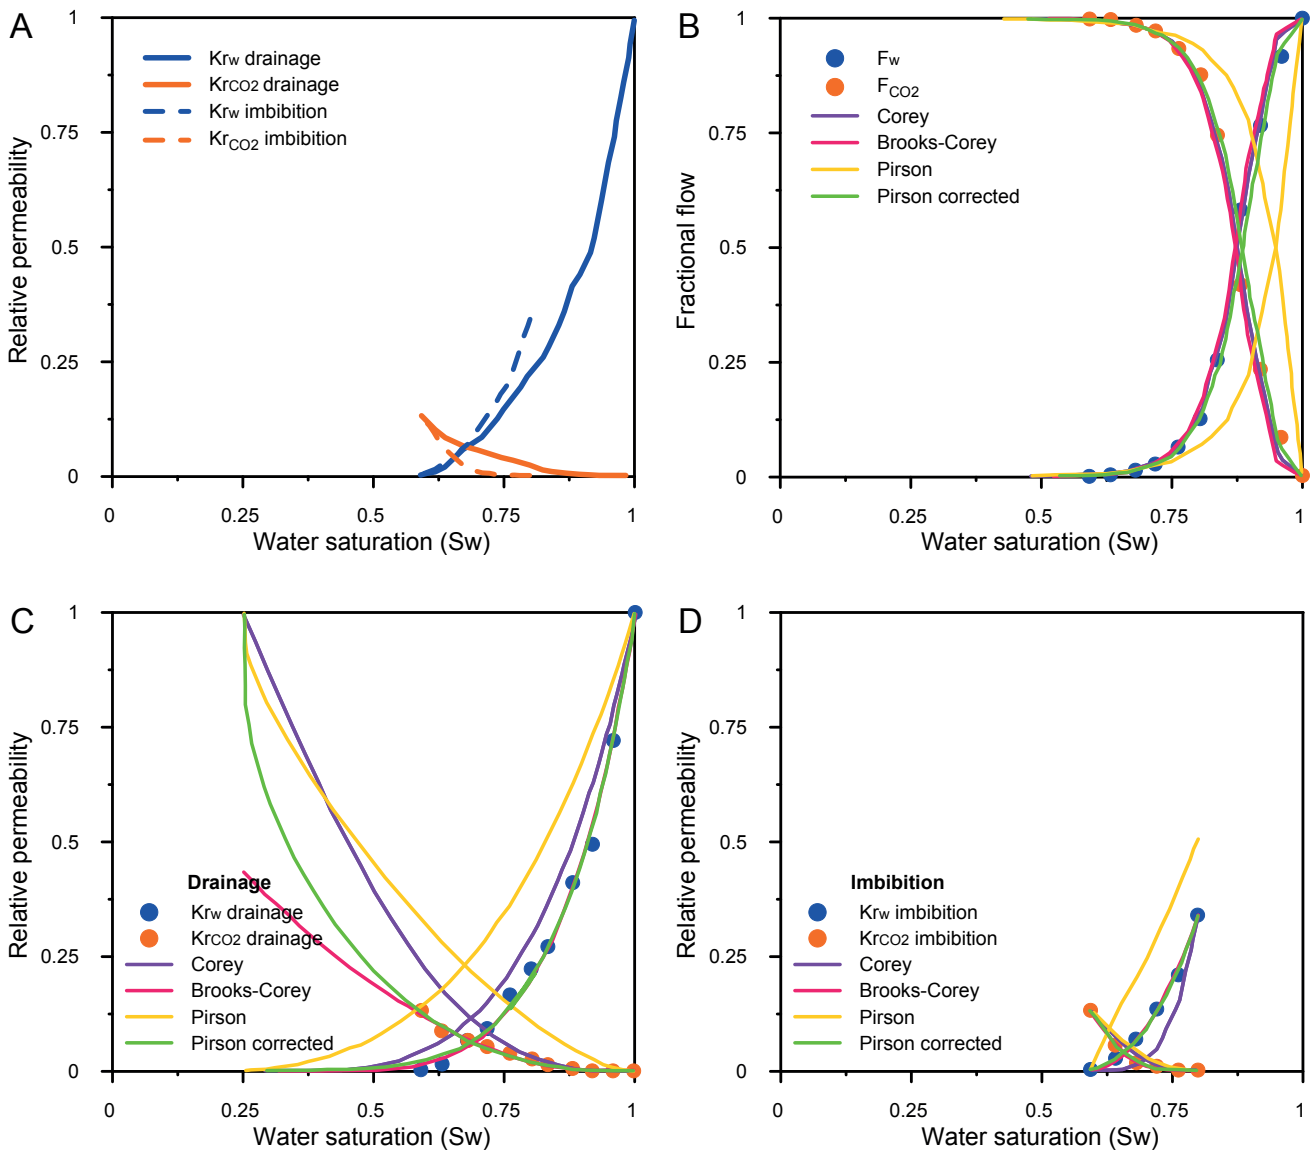 A
1
0.75
0.5
0.25
0
Relative permeability
Krw drainage
KrCO2 drainage
Krw imbibition
KrCO2 imbibition
0
0.25
0.5
0.75
1
Water saturation (Sw)
B
1
0.75
0.5
0.25
0
Fractional flow
Fw
FCO2
Corey
Brooks-Corey
Pirson
Pirson corrected
0
0.25
0.5
0.75
1
Water saturation (Sw)
C
1
0.75
0.5
0.25
0
Relative permeability
Drainage
Krw drainage
KrCO2 drainage
Corey
Brooks-Corey
Pirson
Pirson corrected
0
0.25
0.5
0.75
1
Water saturation (Sw)
D
1
0.75
0.5
0.25
0
Relative permeability
Imbibition
Krw imbibition
KrCO2 imbibition
Corey
Brooks-Corey
Pirson
Pirson corrected
0
0.25
0.5
0.75
1
Water saturation (Sw)